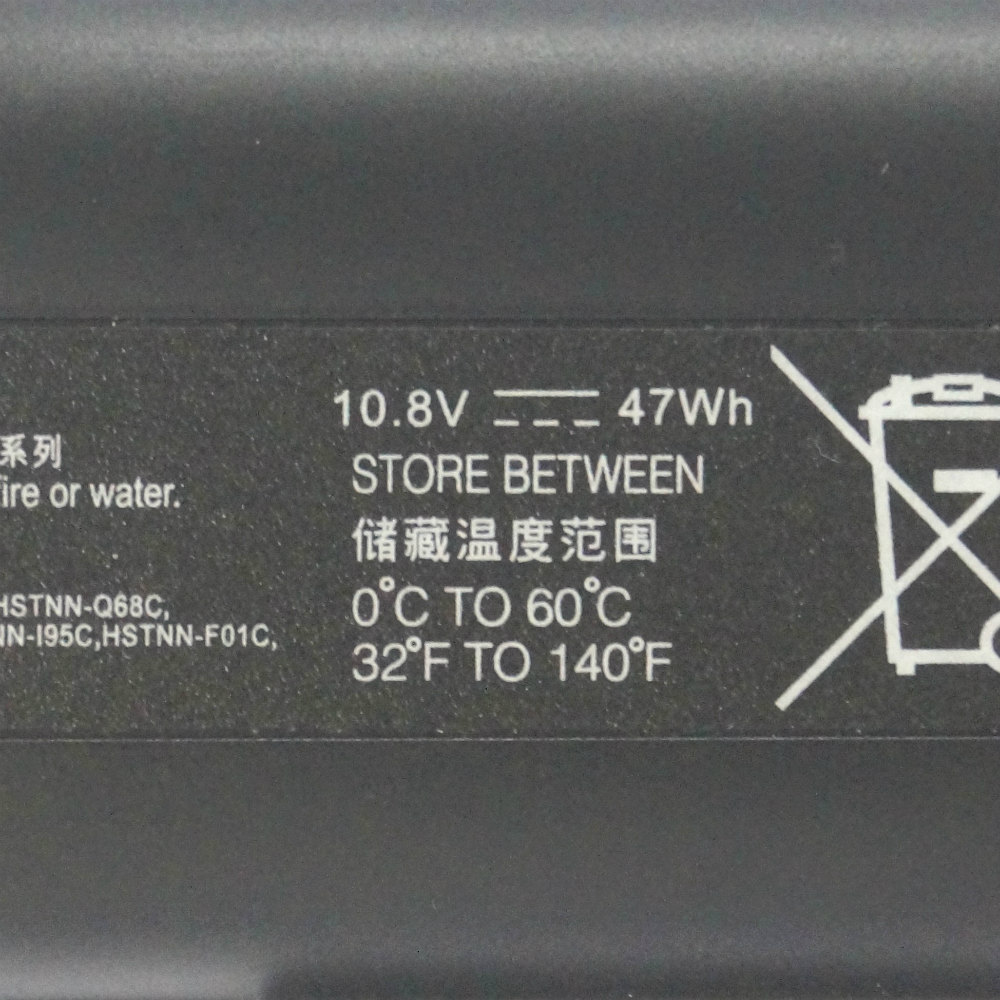 系列
fire or water.
HSTNN-Q68C,
NN-I95C,HSTNN-F01C,
10.8V 47Wh
STORE BETWEEN
储藏温度范围
0°C TO 60°C
32°F TO 140°F